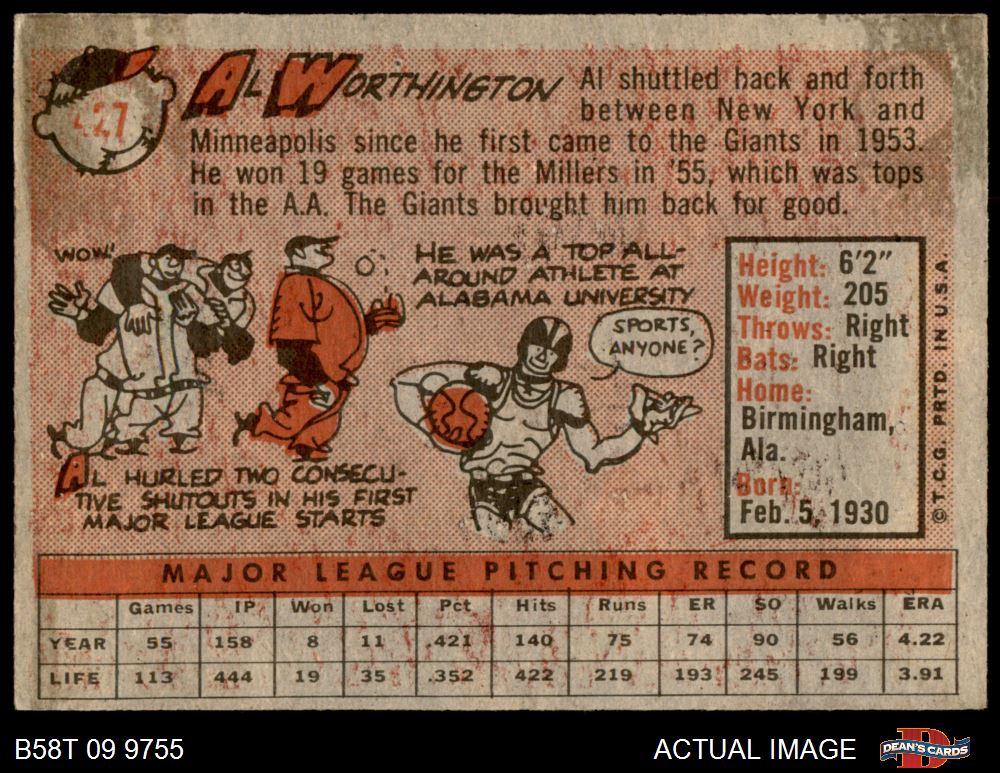 427
AL WORTHINGTON
Al shuttled back and forth
between New York and
Minneapolis since he first came to the Giants in 1953.
He won 19 games for the Millers in '55, which was tops
in the A.A. The Giants brought him back for good.
WOW!
HE WAS A TOP ALL-
AROUND ATHLETE AT
ALABAMA UNIVERSITY
SPORTS,
ANYONE?
AL HURLED TWO CONSECU-
TIVE SHUTOUTS IN HIS FIRST
MAJOR LEAGUE STARTS
Height: 6'2"
Weight: 205
Throws: Right
Bats: Right
Home:
Birmingham,
Ala.
Born:
Feb. 5, 1930
© T.C.G. PRTD. IN U.S.A.
MAJOR LEAGUE PITCHING RECORD
Games IP Won Lost Pct Hits Runs ER SO Walks ERA
YEAR 55 158 8 11 .421 140 75 74 90 56 4.22
LIFE 113 444 19 35 .352 422 219 193 245 199 3.91
B58T 09 9755
ACTUAL IMAGE
DEAN'S CARDS